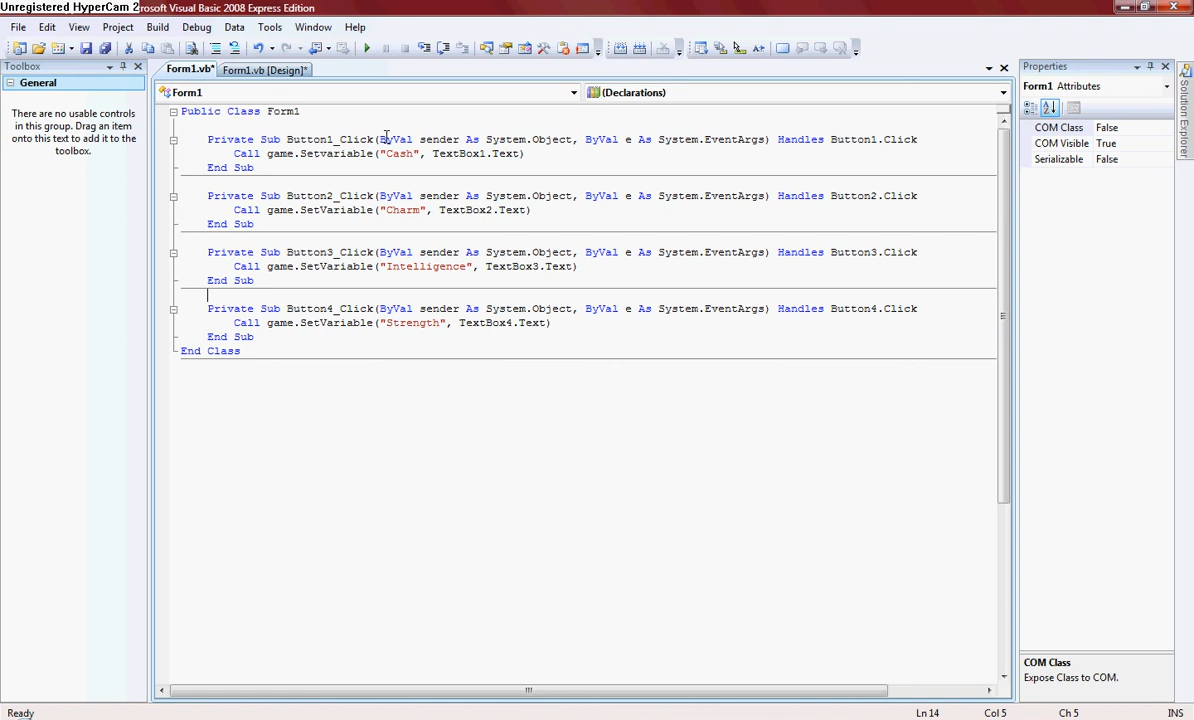 Unregistered HyperCam 2
rosoft Visual Basic 2008 Express Edition
File Edit View Project Build Debug Data Tools Window Help
Toolbox
General
There are no usable controls
in this group. Drag an item
onto this text to add it to the
toolbox.
Form1.vb* Form1.vb [Design]*
Form1 (Declarations)
Public Class Form1
Private Sub Button1_Click(ByVal sender As System.Object, ByVal e As System.EventArgs) Handles Button1.Click
Call game.Setvariable("Cash", TextBox1.Text)
End Sub
Private Sub Button2_Click(ByVal sender As System.Object, ByVal e As System.EventArgs) Handles Button2.Click
Call game.SetVariable("Charm", TextBox2.Text)
End Sub
Private Sub Button3_Click(ByVal sender As System.Object, ByVal e As System.EventArgs) Handles Button3.Click
Call game.SetVariable("Intelligence", TextBox3.Text)
End Sub
Private Sub Button4_Click(ByVal sender As System.Object, ByVal e As System.EventArgs) Handles Button4.Click
Call game.SetVariable("Strength", TextBox4.Text)
End Sub
End Class
Properties
Form1 Attributes
COM Class False
COM Visible True
Serializable False
COM Class
Expose Class to COM.
Solution Explorer
Ready Ln 14 Col 5 Ch 5 INS